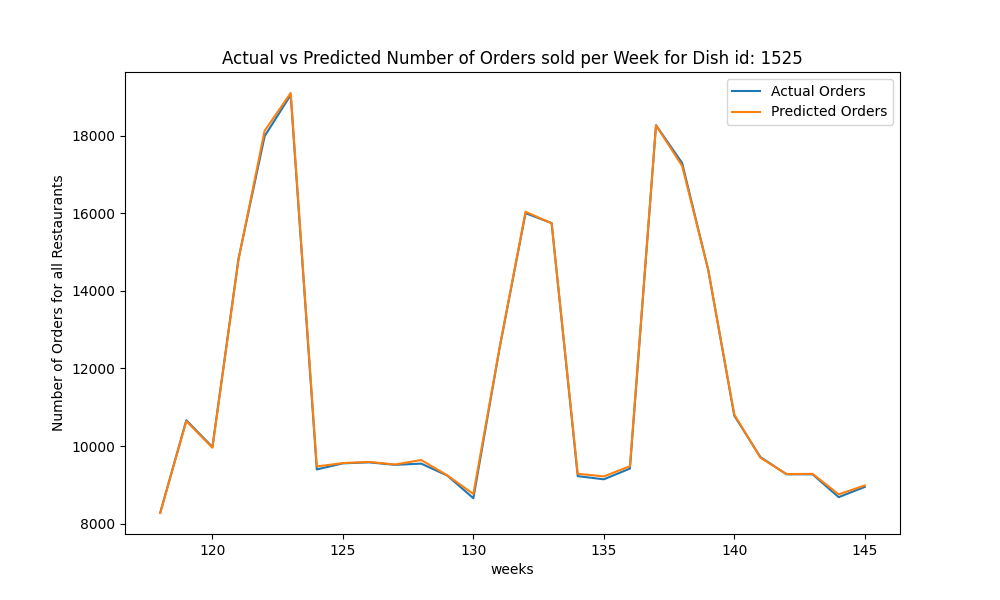 Actual vs Predicted Number of Orders sold per Week for Dish id: 1525
Actual Orders
Predicted Orders
Number of Orders for all Restaurants
18000
16000
14000
12000
10000
8000
120
125
130
135
140
145
weeks